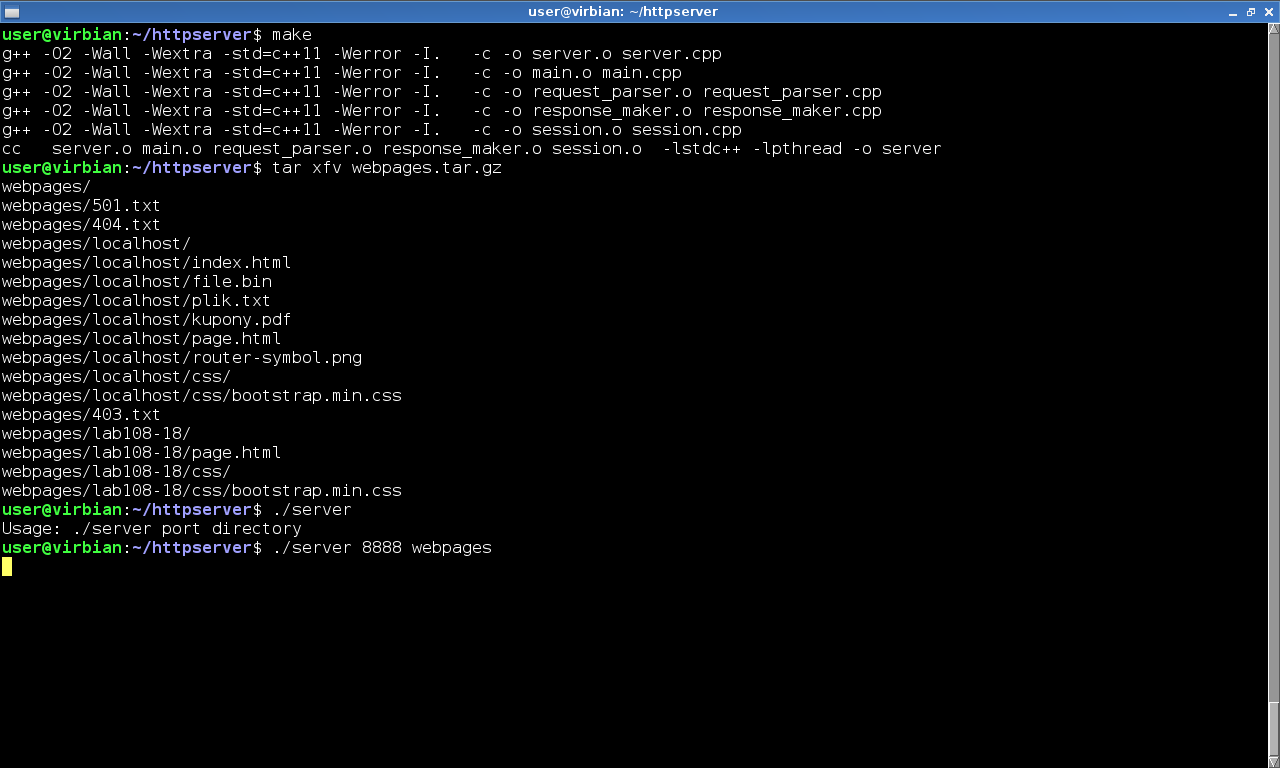 user@virbian: ~/httpserver
user@virbian:~/httpserver$ make
g++ -O2 -Wall -Wextra -std=c++11 -Werror -I.   -c -o server.o server.cpp
g++ -O2 -Wall -Wextra -std=c++11 -Werror -I.   -c -o main.o main.cpp
g++ -O2 -Wall -Wextra -std=c++11 -Werror -I.   -c -o request_parser.o request_parser.cpp
g++ -O2 -Wall -Wextra -std=c++11 -Werror -I.   -c -o response_maker.o response_maker.cpp
g++ -O2 -Wall -Wextra -std=c++11 -Werror -I.   -c -o session.o session.cpp
cc   server.o main.o request_parser.o response_maker.o session.o  -lstdc++ -lpthread -o server
user@virbian:~/httpserver$ tar xfv webpages.tar.gz
webpages/
webpages/501.txt
webpages/404.txt
webpages/localhost/
webpages/localhost/index.html
webpages/localhost/file.bin
webpages/localhost/plik.txt
webpages/localhost/kupony.pdf
webpages/localhost/page.html
webpages/localhost/router-symbol.png
webpages/localhost/css/
webpages/localhost/css/bootstrap.min.css
webpages/403.txt
webpages/lab108-18/
webpages/lab108-18/page.html
webpages/lab108-18/css/
webpages/lab108-18/css/bootstrap.min.css
user@virbian:~/httpserver$ ./server
Usage: ./server port directory
user@virbian:~/httpserver$ ./server 8888 webpages